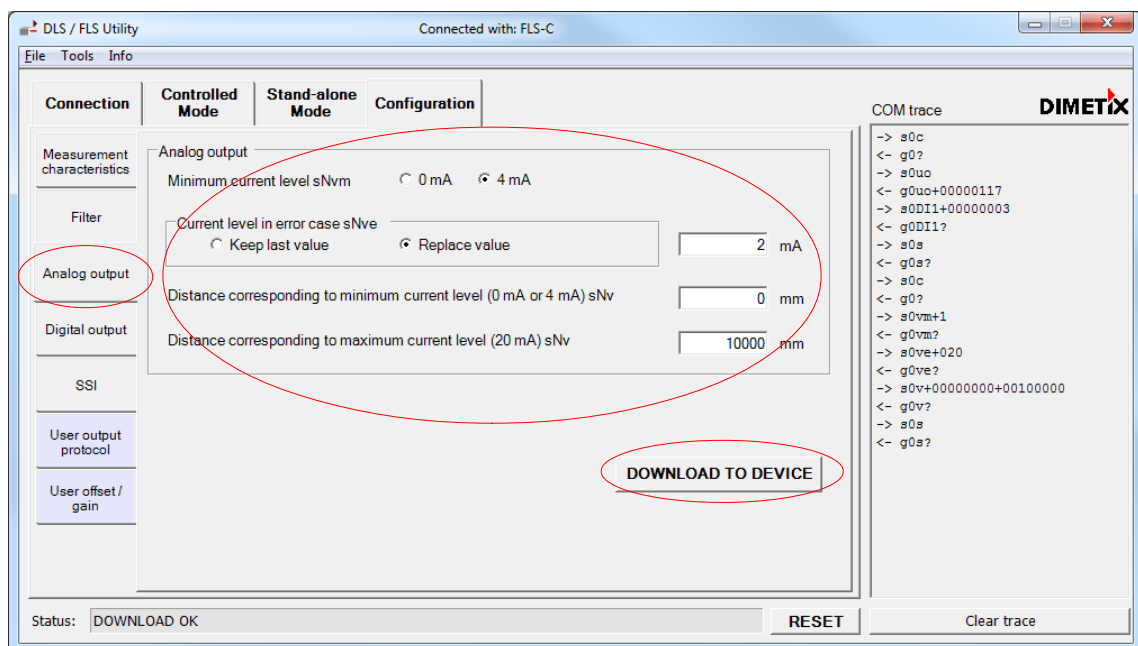 DLS / FLS Utility
Connected with: FLS-C
File Tools Info
Connection
Controlled
Mode
Stand-alone
Mode
Configuration
COM trace
DIMETIX
Measurement
characteristics
Filter
Analog output
Digital output
SSI
User output
protocol
User offset /
gain
Analog output
Minimum current level sNvm
0 mA
4 mA
Current level in error case sNve
Keep last value
Replace value
2 mA
Distance corresponding to minimum current level (0 mA or 4 mA) sNv
0 mm
Distance corresponding to maximum current level (20 mA) sNv
10000 mm
DOWNLOAD TO DEVICE
-> s0c
<- g0?
-> s0uo
<- g0uo+00000117
-> s0DI1+00000003
<- g0DI1?
-> s0s
<- g0s?
-> s0c
<- g0?
-> s0vm+1
<- g0vm?
-> s0ve+020
<- g0ve?
-> s0v+00000000+00100000
<- g0v?
-> s0s
<- g0s?
Status: DOWNLOAD OK
RESET
Clear trace